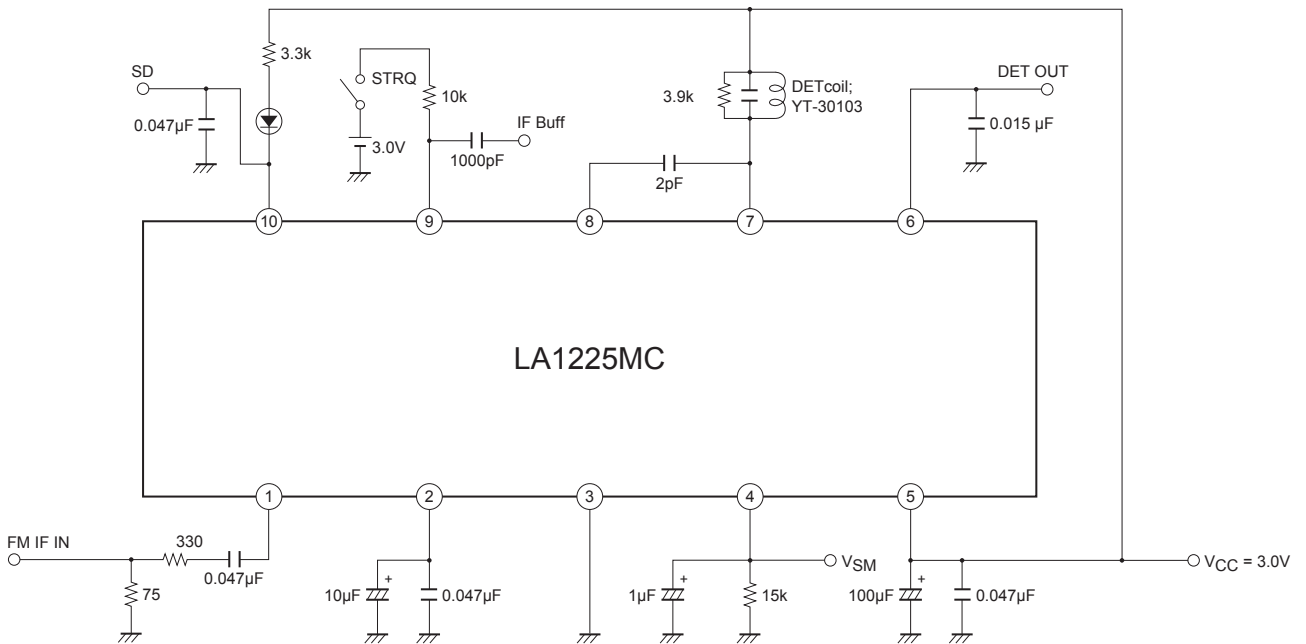 3.3k
SD
0.047µF
STRQ
10k
3.0V
IF Buff
1000pF
3.9k
DETcoil;
YT-30103
2pF
DET OUT
0.015 µF
10
9
8
7
6
LA1225MC
1
2
3
4
5
FM IF IN
330
0.047µF
75
10µF
+
0.047µF
1µF
+
VSM
15k
100µF
+
0.047µF
VCC = 3.0V